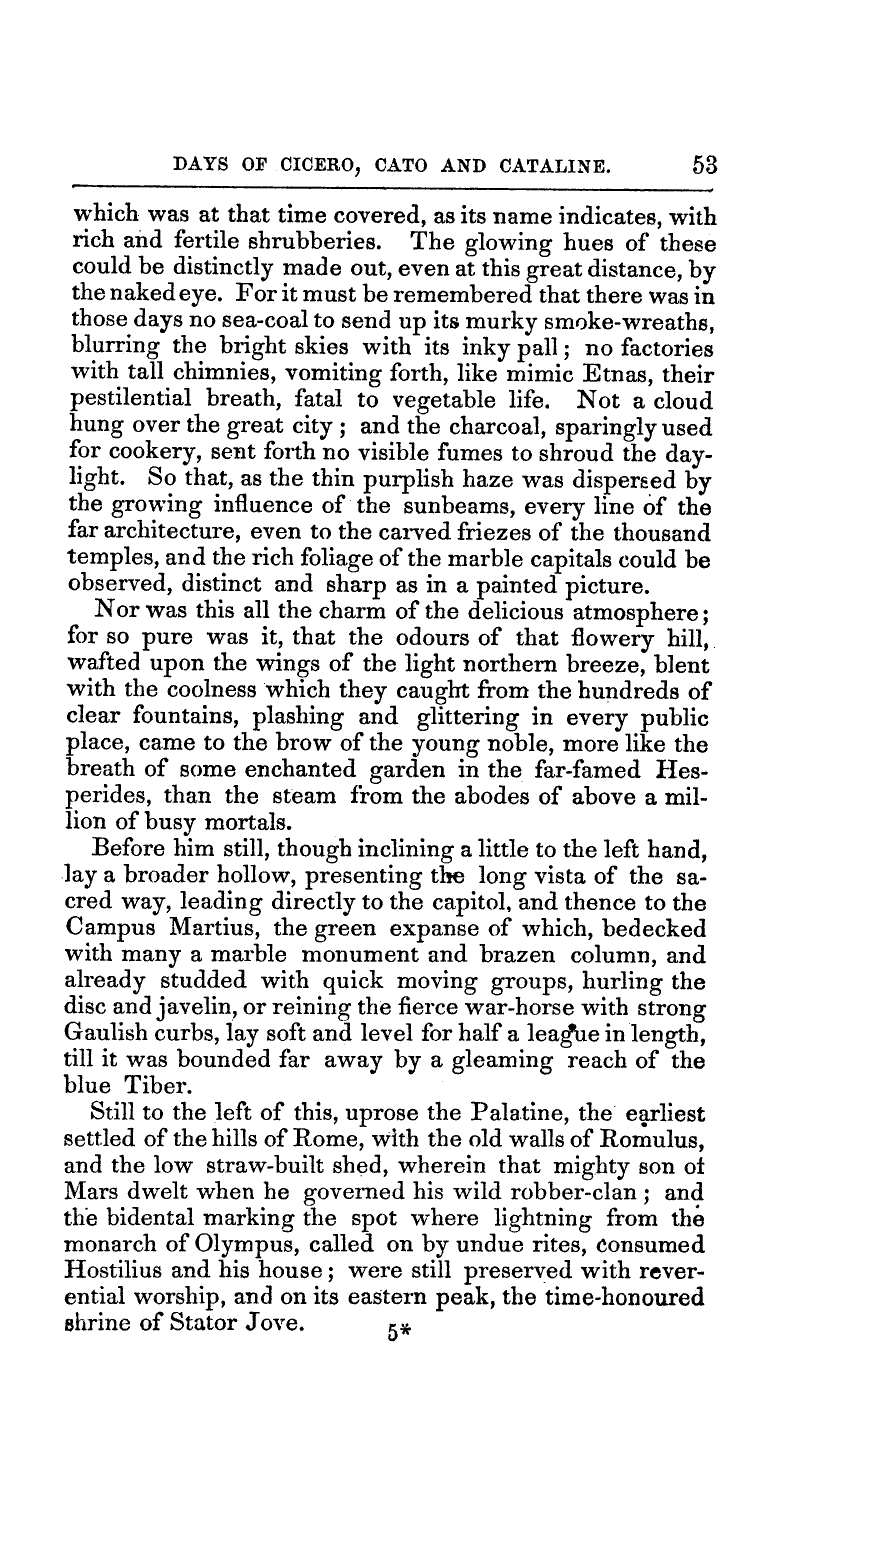 DAYS OF CICERO, CATO AND CATALINE. 53
which was at that time covered, as its name indicates, with
rich and fertile shrubberies. The glowing hues of these
could be distinctly made out, even at this great distance, by
the naked eye. For it must be remembered that there was in
those days no sea-coal to send up its murky smoke-wreaths,
blurring the bright skies with its inky pall; no factories
with tall chimnies, vomiting forth, like mimic Etnas, their
pestilential breath, fatal to vegetable life. Not a cloud
hung over the great city; and the charcoal, sparingly used
for cookery, sent forth no visible fumes to shroud the day-
light. So that, as the thin purplish haze was dispersed by
the growing influence of the sunbeams, every line of the
far architecture, even to the carved friezes of the thousand
temples, and the rich foliage of the marble capitals could be
observed, distinct and sharp as in a painted picture.
Nor was this all the charm of the delicious atmosphere;
for so pure was it, that the odours of that flowery hill,
wafted upon the wings of the light northern breeze, blent
with the coolness which they caught from the hundreds of
clear fountains, plashing and glittering in every public
place, came to the brow of the young noble, more like the
breath of some enchanted garden in the far-famed Hes-
perides, than the steam from the abodes of above a mil-
lion of busy mortals.
Before him still, though inclining a little to the left hand,
lay a broader hollow, presenting the long vista of the sa-
cred way, leading directly to the capitol, and thence to the
Campus Martius, the green expanse of which, bedecked
with many a marble monument and brazen column, and
already studded with quick moving groups, hurling the
disc and javelin, or reining the fierce war-horse with strong
Gaulish curbs, lay soft and level for half a league in length,
till it was bounded far away by a gleaming reach of the
blue Tiber.
Still to the left of this, uprose the Palatine, the earliest
settled of the hills of Rome, with the old walls of Romulus,
and the low straw-built shed, wherein that mighty son of
Mars dwelt when he governed his wild robber-clan; and
the bidental marking the spot where lightning from the
monarch of Olympus, called on by undue rites, consumed
Hostilius and his house; were still preserved with rever-
ential worship, and on its eastern peak, the time-honoured
shrine of Stator Jove.
5*